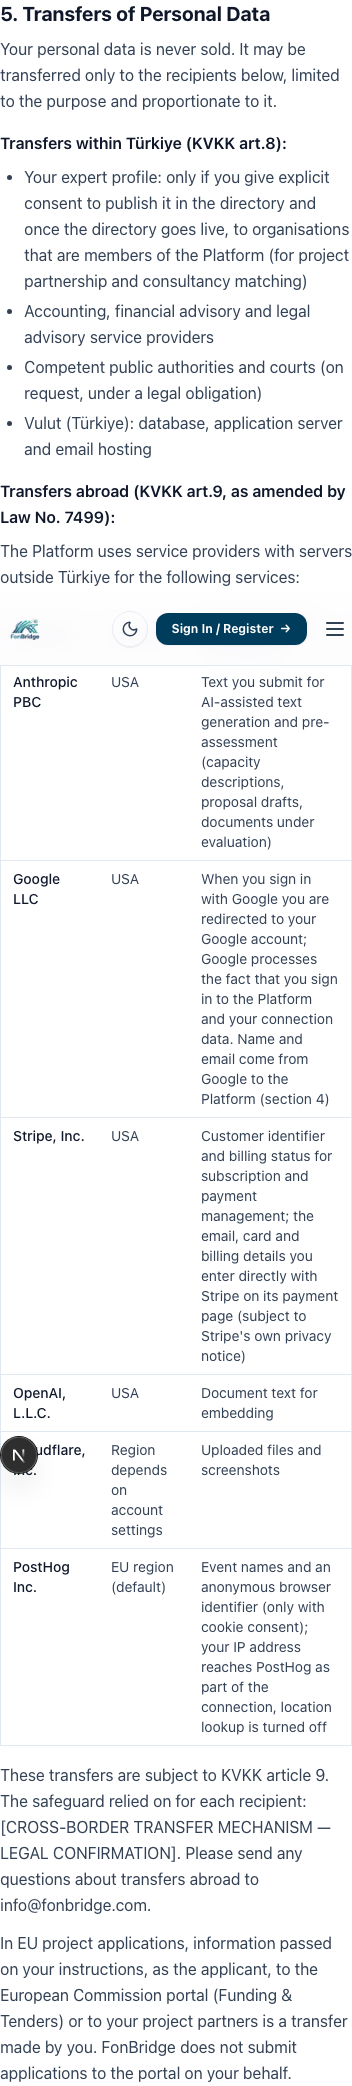 5. Transfers of Personal Data
Your personal data is never sold. It may be
transferred only to the recipients below, limited
to the purpose and proportionate to it.
Transfers within Türkiye (KVKK art.8):
• Your expert profile: only if you give explicit
consent to publish it in the directory and
once the directory goes live, to organisations
that are members of the Platform (for project
partnership and consultancy matching)
• Accounting, financial advisory and legal
advisory service providers
• Competent public authorities and courts (on
request, under a legal obligation)
• Vulut (Türkiye): database, application server
and email hosting
Transfers abroad (KVKK art.9, as amended by
Law No. 7499):
The Platform uses service providers with servers
outside Türkiye for the following services:
FonBridge
Sign In / Register →
Anthropic
PBC
USA
Text you submit for
AI-assisted text
generation and pre-
assessment
(capacity
descriptions,
proposal drafts,
documents under
evaluation)
Google
LLC
USA
When you sign in
with Google you are
redirected to your
Google account;
Google processes
the fact that you sign
in to the Platform
and your connection
data. Name and
email come from
Google to the
Platform (section 4)
Stripe, Inc.
USA
Customer identifier
and billing status for
subscription and
payment
management; the
email, card and
billing details you
enter directly with
Stripe on its payment
page (subject to
Stripe's own privacy
notice)
OpenAI,
L.L.C.
USA
Document text for
embedding
N
udflare,
Region
depends
on
account
settings
Uploaded files and
screenshots
PostHog
Inc.
EU region
(default)
Event names and an
anonymous browser
identifier (only with
cookie consent);
your IP address
reaches PostHog as
part of the
connection, location
lookup is turned off
These transfers are subject to KVKK article 9.
The safeguard relied on for each recipient:
[CROSS-BORDER TRANSFER MECHANISM —
LEGAL CONFIRMATION]. Please send any
questions about transfers abroad to
info@fonbridge.com.
In EU project applications, information passed
on your instructions, as the applicant, to the
European Commission portal (Funding &
Tenders) or to your project partners is a transfer
made by you. FonBridge does not submit
applications to the portal on your behalf.